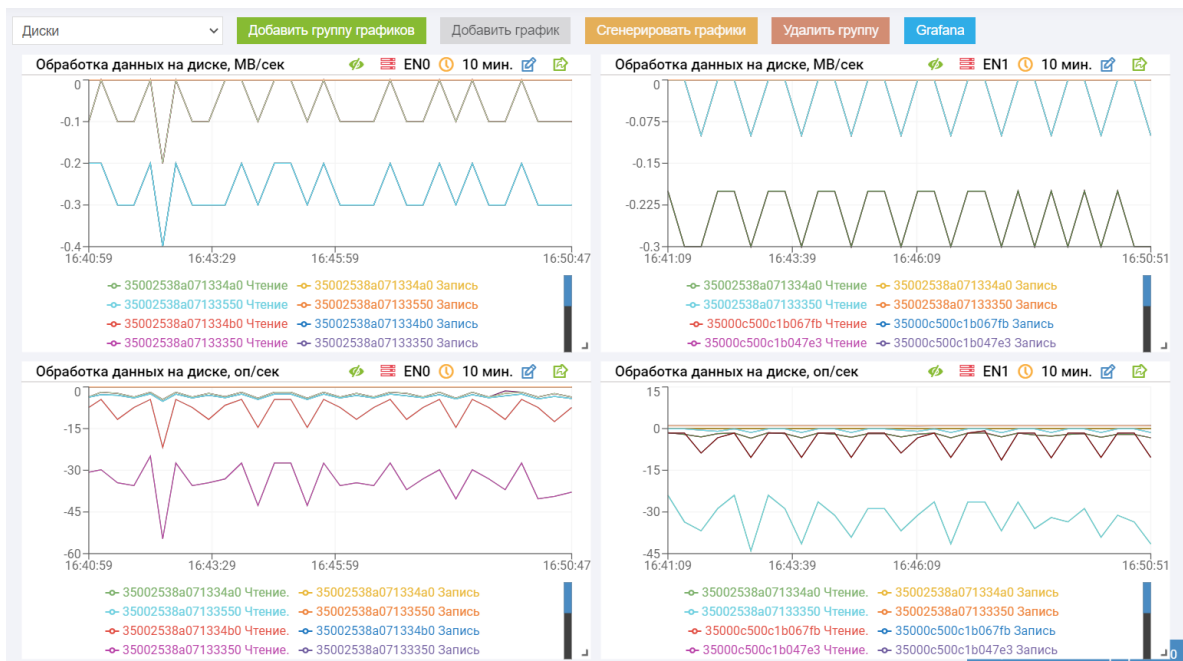 Диски Добавить группу графиков Добавить график Сгенерировать графики Удалить группу Grafana
Обработка данных на диске, MB/сек EN0 10 мин.
0
-0.1
-0.2
-0.3
-0.4
16:40:59 16:43:29 16:45:59 16:50:47
35002538a071334a0 Чтение 35002538a071334a0 Запись
35002538a07133550 Чтение 35002538a07133550 Запись
35002538a071334b0 Чтение 35002538a071334b0 Запись
35002538a07133350 Чтение 35002538a07133350 Запись
Обработка данных на диске, MB/сек EN1 10 мин.
0
-0.075
-0.15
-0.225
-0.3
16:41:09 16:43:39 16:46:09 16:50:51
35002538a071334a0 Чтение 35002538a071334a0 Запись
35002538a07133350 Чтение 35002538a07133350 Запись
35000c500c1b067fb Чтение 35000c500c1b067fb Запись
35000c500c1b047e3 Чтение 35000c500c1b047e3 Запись
Обработка данных на диске, оп/сек EN0 10 мин.
0
-15
-30
-45
-60
16:40:59 16:43:29 16:45:59 16:50:47
35002538a071334a0 Чтение. 35002538a071334a0 Запись
35002538a07133550 Чтение. 35002538a07133550 Запись
35002538a071334b0 Чтение. 35002538a071334b0 Запись
35002538a07133350 Чтение. 35002538a07133350 Запись
Обработка данных на диске, оп/сек EN1 10 мин.
15
0
-15
-30
-45
16:41:09 16:43:39 16:46:09 16:50:51
35002538a071334a0 Чтение. 35002538a071334a0 Запись
35002538a07133350 Чтение. 35002538a07133350 Запись
35000c500c1b067fb Чтение. 35000c500c1b067fb Запись
35000c500c1b047e3 Чтение. 35000c500c1b047e3 Запись
0